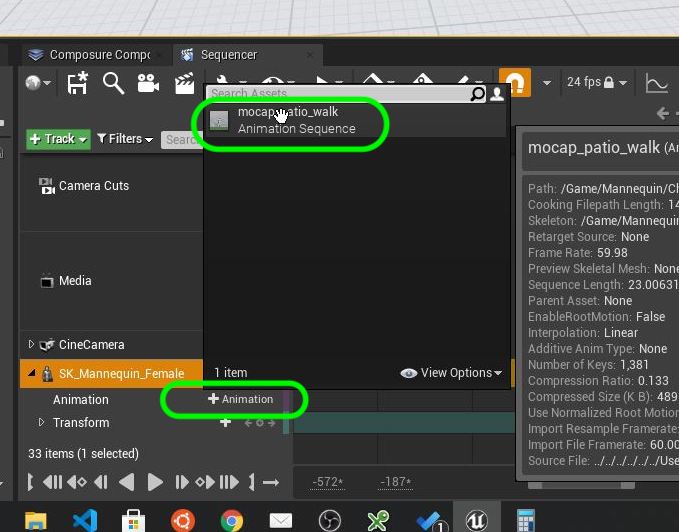 Composure Compo
Sequencer
24 fps
Search Assets
+ Track
Filters
Search
mocap_patio_walk
Animation Sequence
Camera Cuts
Media
CineCamera
SK_Mannequin_Female
1 item
View Options
Animation
+ Animation
Transform
33 items (1 selected)
-572*
-187*
mocap_patio_walk (An
Path: /Game/Mannequin/Ch
Cooking Filepath Length: 14
Skeleton: /Game/Mannequin
Retarget Source: None
Frame Rate: 59.98
Preview Skeletal Mesh: None
Sequence Length: 23.00631
Parent Asset: None
EnableRootMotion: False
Interpolation: Linear
Additive Anim Type: None
Number of Keys: 1,381
Compression Ratio: 0.133
Compressed Size (K B): 489
Use Normalized Root Motion
Import Resample Framerate:
Import File Framerate: 60.00
Source File: ../../../../../Use
1